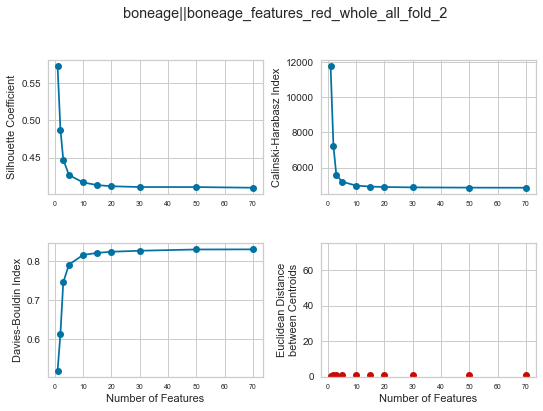 boneage||boneage_features_red_whole_all_fold_2
Silhouette Coefficient
0.55
0.50
0.45
0 10 20 30 40 50 60 70
Calinski-Harabasz Index
12000
10000
8000
6000
0 10 20 30 40 50 60 70
Davies-Bouldin Index
0.8
0.7
0.6
0 10 20 30 40 50 60 70
Number of Features
Euclidean Distance
between Centroids
60
40
20
0
0 10 20 30 40 50 60 70
Number of Features